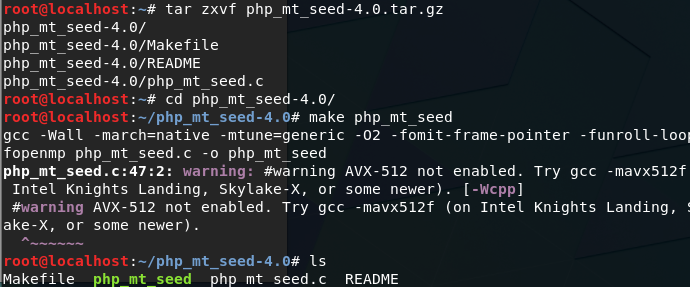 root@localhost:~# tar zxvf php_mt_seed-4.0.tar.gz
php_mt_seed-4.0/
php_mt_seed-4.0/Makefile
php_mt_seed-4.0/README
php_mt_seed-4.0/php_mt_seed.c
root@localhost:~# cd php_mt_seed-4.0/
root@localhost:~/php_mt_seed-4.0# make php_mt_seed
gcc -Wall -march=native -mtune=generic -O2 -fomit-frame-pointer -funroll-loop
fopenmp php_mt_seed.c -o php_mt_seed
php_mt_seed.c:47:2: warning: #warning AVX-512 not enabled. Try gcc -mavx512f
Intel Knights Landing, Skylake-X, or some newer). [-Wcpp]
#warning AVX-512 not enabled. Try gcc -mavx512f (on Intel Knights Landing, S
ake-X, or some newer).
^~~~~~~
root@localhost:~/php_mt_seed-4.0# ls
Makefile php_mt_seed php_mt_seed.c README